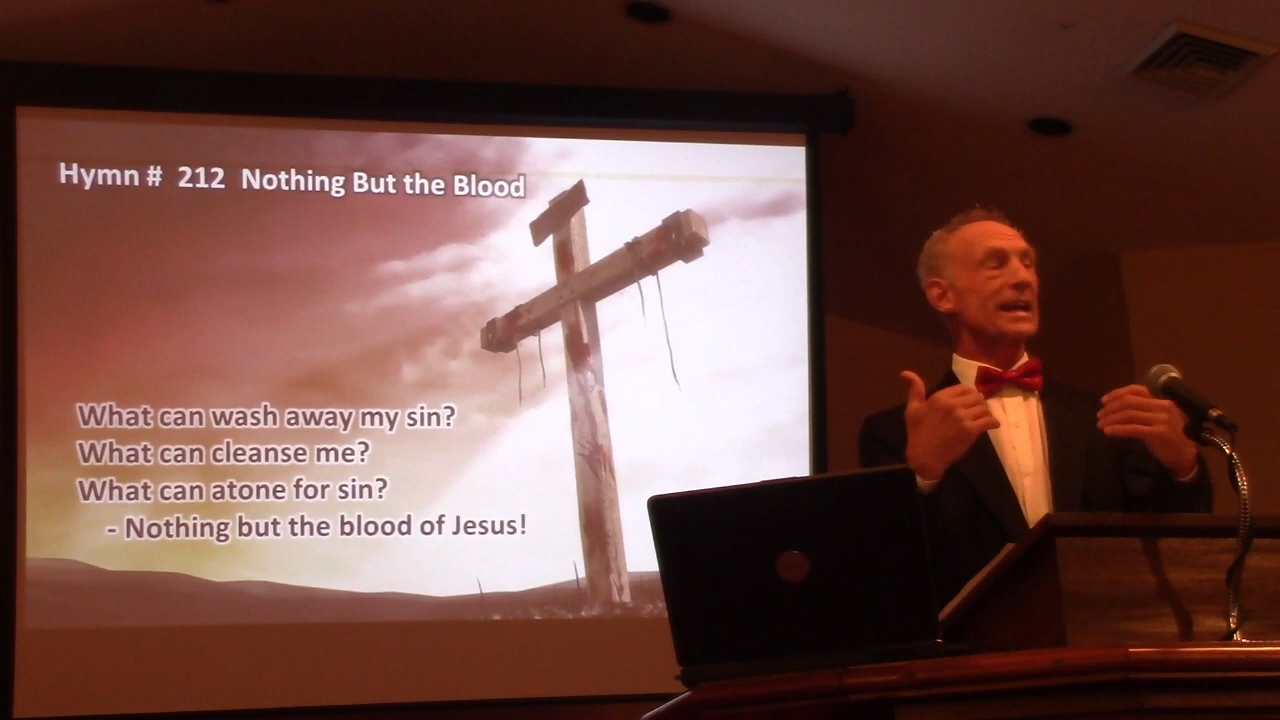 Hymn # 212 Nothing But the Blood
What can wash away my sin?
What can cleanse me?
What can atone for sin?
- Nothing but the blood of Jesus!